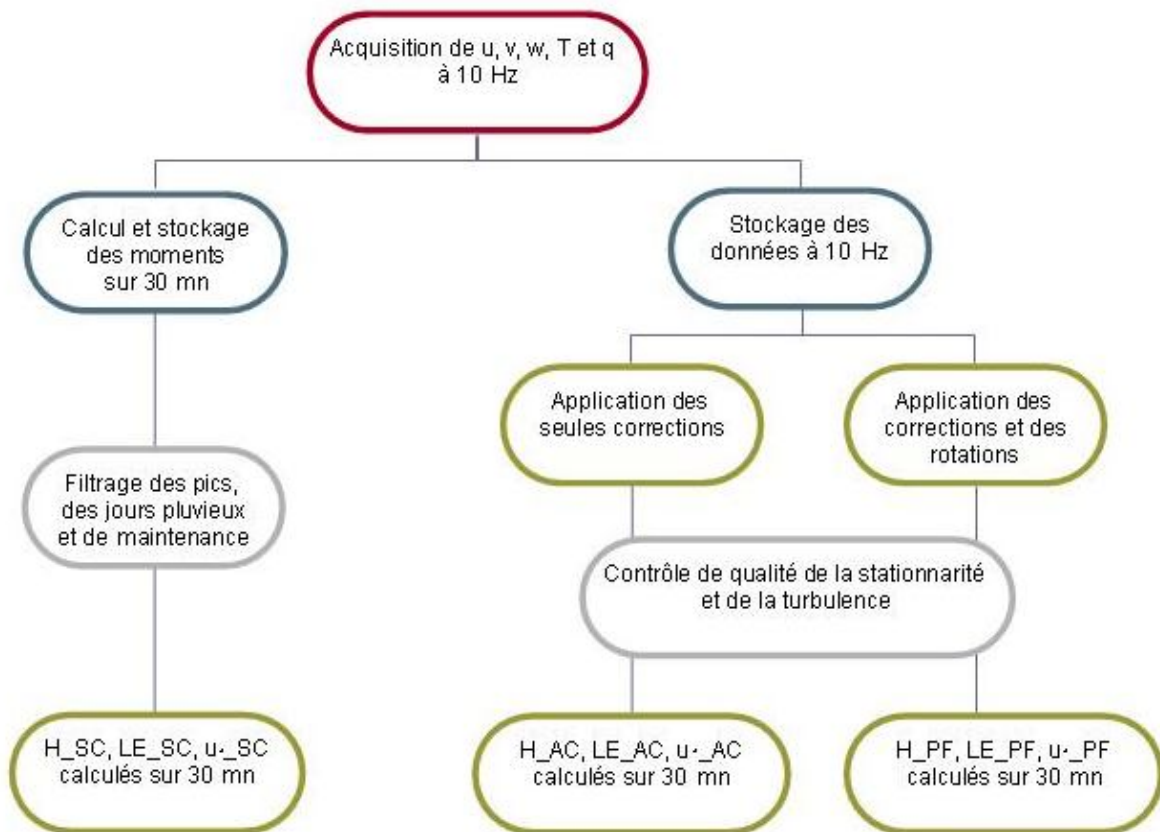 Acquisition de u, v, w, T et q
à 10 Hz
Calcul et stockage
des moments
sur 30 mn
Stockage des
données à 10 Hz
Application des
seules corrections
Application des
corrections et des
rotations
Filtrage des pics,
des jours pluvieux
et de maintenance
Contrôle de qualité de la stationnarité
et de la turbulence
H_SC, LE_SC, u*_SC
calculés sur 30 mn
H_AC, LE_AC, u*_AC
calculés sur 30 mn
H_PF, LE_PF, u*_PF
calculés sur 30 mn